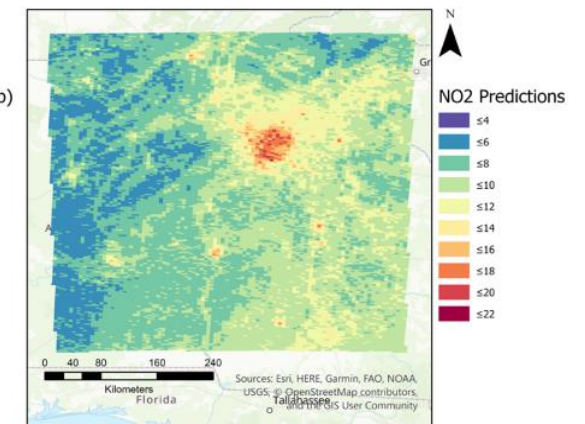 N
Gr
b)
NO2 Predictions
≤4
≤6
≤8
≤10
≤12
≤14
≤16
≤18
≤20
≤22
A
0 40 80 160 240
Kilometers
Sources: Esri, HERE, Garmin, FAO, NOAA,
USGS, © OpenStreetMap contributors,
and the GIS User Community
Florida
Tallahassee